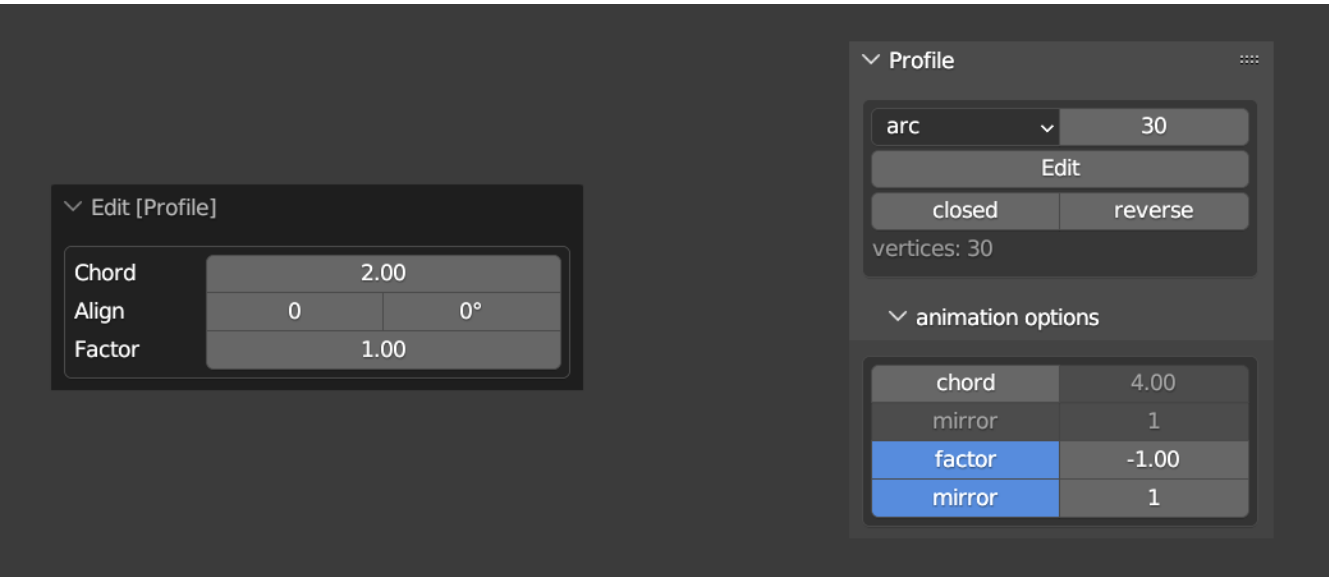 Edit [Profile]
Chord 2.00
Align 0 0°
Factor 1.00
Profile
arc 30
Edit
closed reverse
vertices: 30
animation options
chord 4.00
mirror 1
factor -1.00
mirror 1